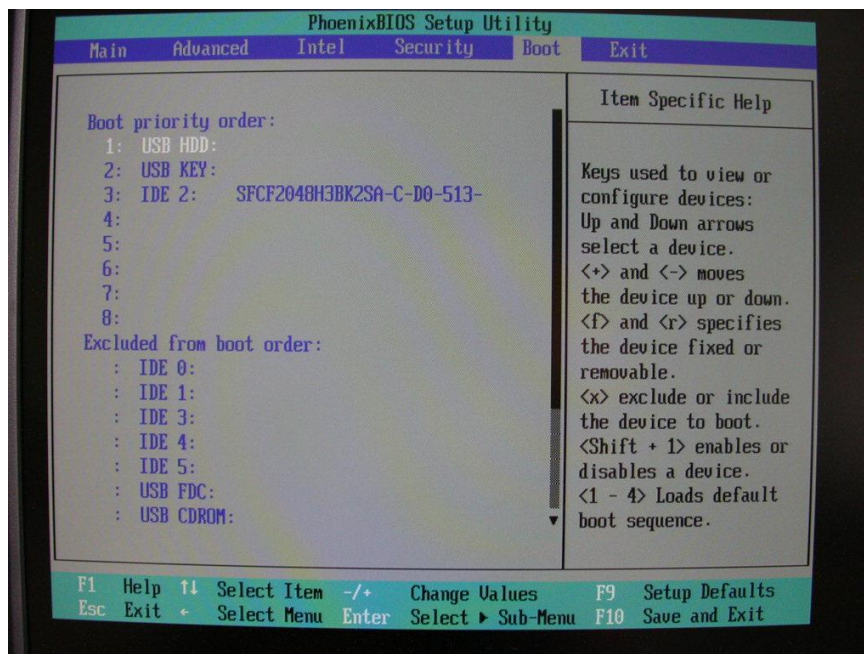 PhoenixBIOS Setup Utility
Main Advanced Intel Security Boot Exit
Boot priority order:
1: USB HDD:
2: USB KEY:
3: IDE 2: SFCF2048H3BK2SA-C-D0-513-
4:
5:
6:
7:
8:
Excluded from boot order:
: IDE 0:
: IDE 1:
: IDE 3:
: IDE 4:
: IDE 5:
: USB FDC:
: USB CDROM:
Item Specific Help
Keys used to view or
configure devices:
Up and Down arrows
select a device.
<+> and <-> moves
the device up or down.
<f> and <r> specifies
the device fixed or
removable.
<x> exclude or include
the device to boot.
<Shift + 1> enables or
disables a device.
<1 - 4> Loads default
boot sequence.
F1 Help ↑↓ Select Item -/+ Change Values F9 Setup Defaults
Esc Exit ← Select Menu Enter Select ▶ Sub-Menu F10 Save and Exit